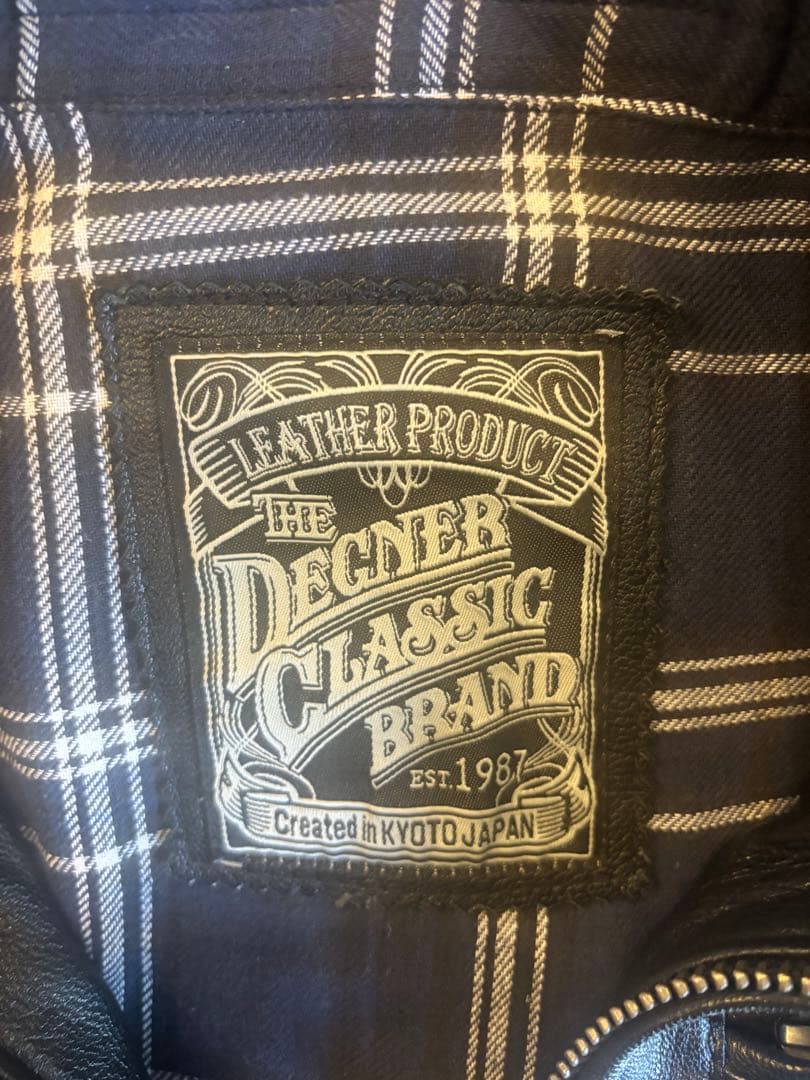 LEATHER PRODUCT
THE
DEGNER
CLASSIC
BRAND
EST.1987
Created in KYOTO JAPAN